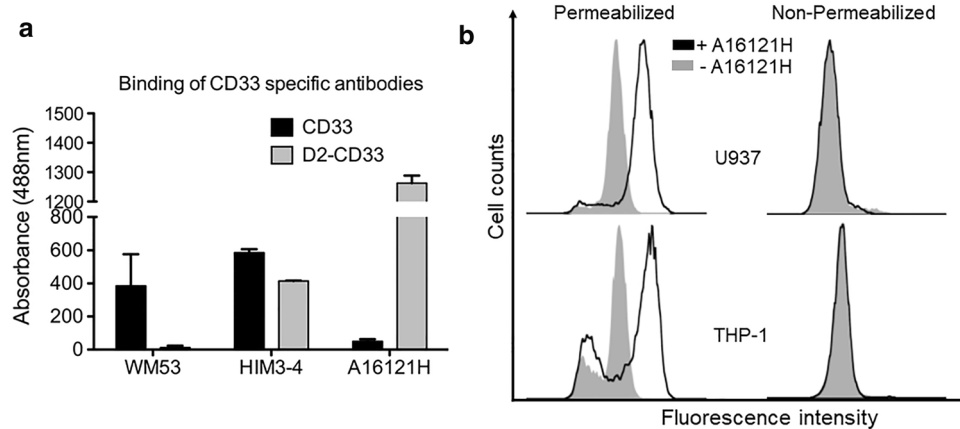 a
Binding of CD33 specific antibodies
Absorbance (488nm)
1500
1400
1300
1200
800
600
400
200
0
CD33
D2-CD33
WM53 HIM3-4 A16121H
b
Permeabilized Non-Permeabilized
+ A16121H
- A16121H
Cell counts
U937
THP-1
Fluorescence intensity